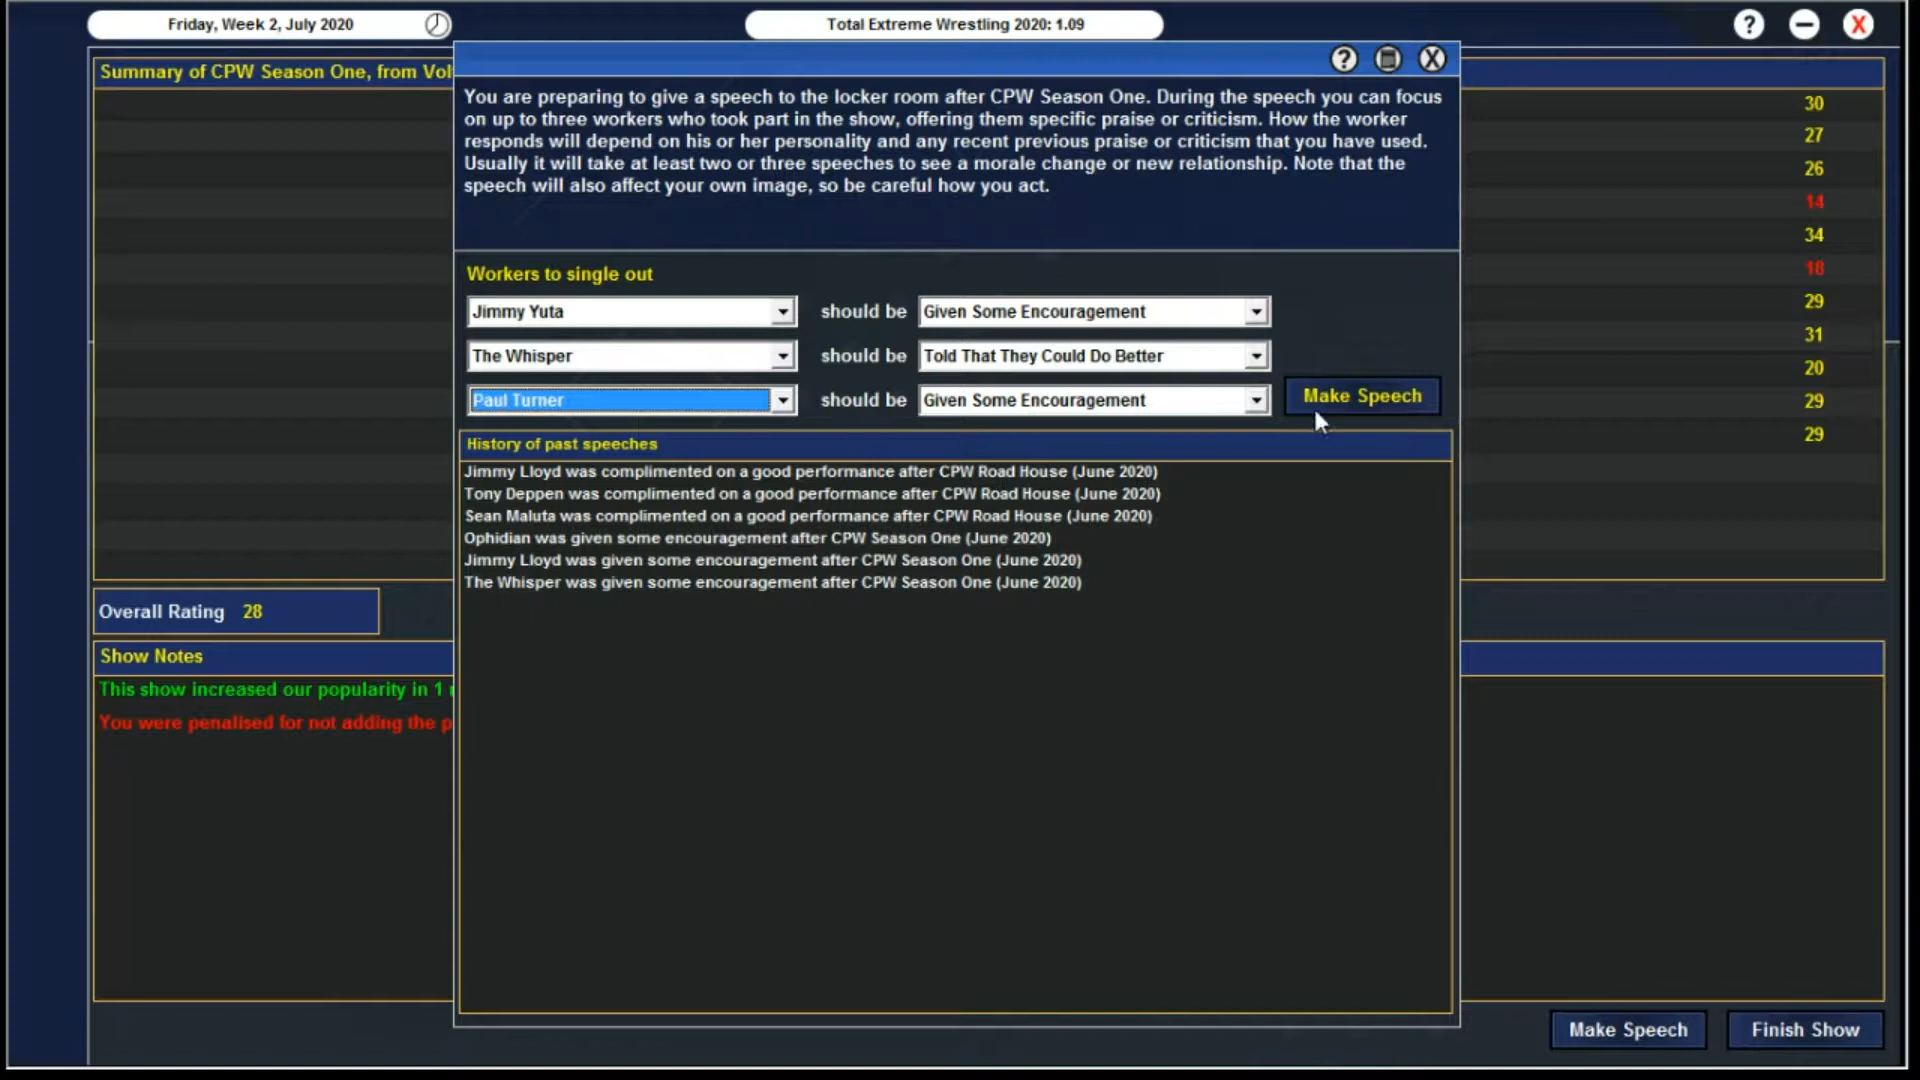 Friday, Week 2, July 2020
Total Extreme Wrestling 2020: 1.09
?
X
Summary of CPW Season One, from
? X
You are preparing to give a speech to the locker room after CPW Season One. During the speech you can focus
on up to three workers who took part in the show, offering them specific praise or criticism. How the worker
responds will depend on his or her personality and any recent previous praise or criticism that you have used.
Usually it will take at least two or three speeches to see a morale change or new relationship. Note that the
speech will also affect your own image, so be careful how you act.
Workers to single out
Jimmy Yuta should be Given Some Encouragement
The Whisper should be Told That They Could Do Better
Paul Turner should be Given Some Encouragement
Make Speech
History of past speeches
Jimmy Lloyd was complimented on a good performance after CPW Road House (June 2020)
Tony Deppen was complimented on a good performance after CPW Road House (June 2020)
Sean Maluta was complimented on a good performance after CPW Road House (June 2020)
Ophidian was given some encouragement after CPW Season One (June 2020)
Jimmy Lloyd was given some encouragement after CPW Season One (June 2020)
The Whisper was given some encouragement after CPW Season One (June 2020)
30
27
26
14
34
18
29
31
20
29
29
Overall Rating 28
Show Notes
This show increased our popularity in 1
You were penalised for not adding the
Make Speech
Finish Show